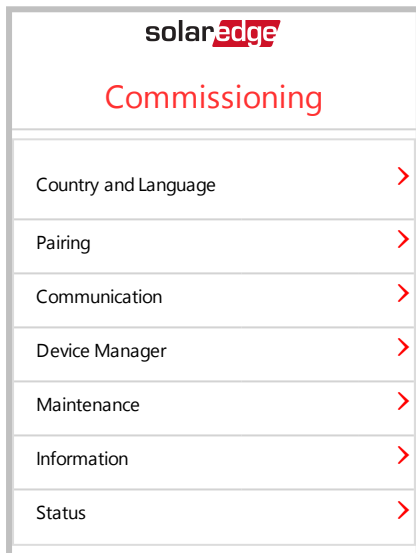 solaredge
Commissioning
Country and Language
Pairing
Communication
Device Manager
Maintenance
Information
Status